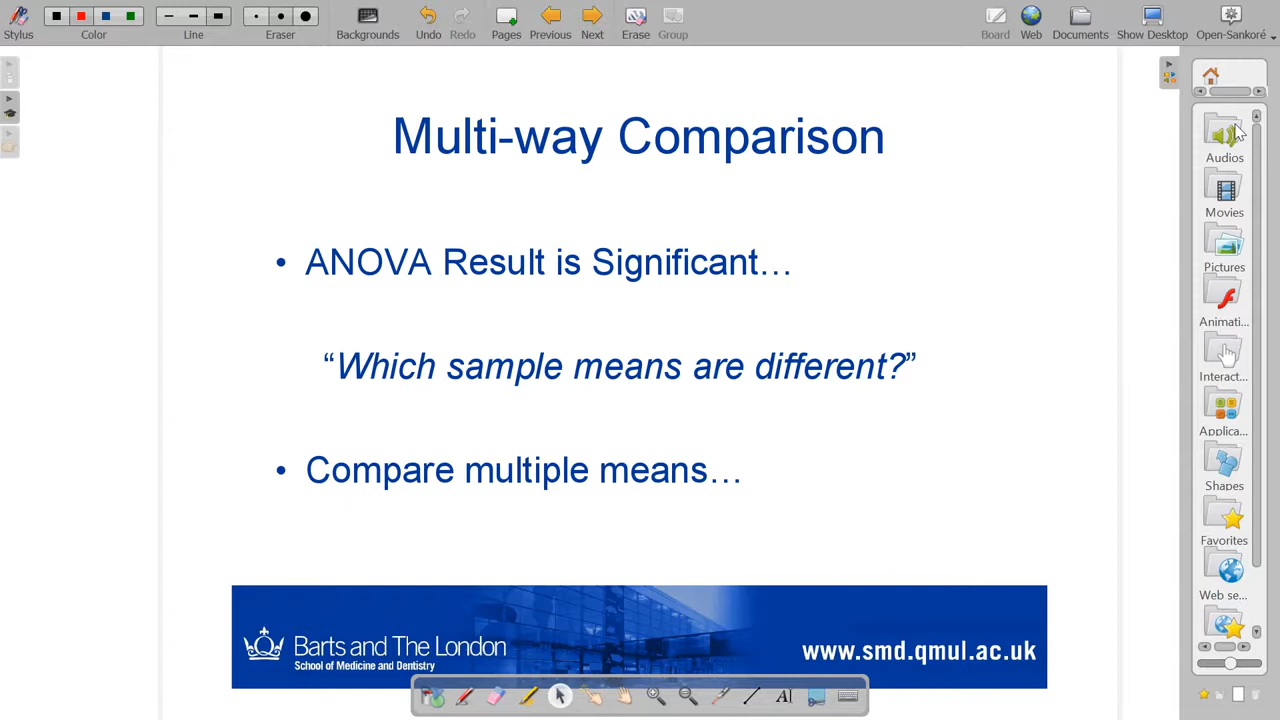 Stylus
Color
Line
Eraser
Backgrounds
Undo
Redo
Pages
Previous
Next
Erase
Group
Board
Web
Documents
Show Desktop
Open-Sankoré
Multi-way Comparison
• ANOVA Result is Significant…
“Which sample means are different?”
• Compare multiple means…
Barts and The London
School of Medicine and Dentistry
www.smd.qmul.ac.uk
Audios
Movies
Pictures
Animati...
Interact...
Applica...
Shapes
Favorites
Web se...